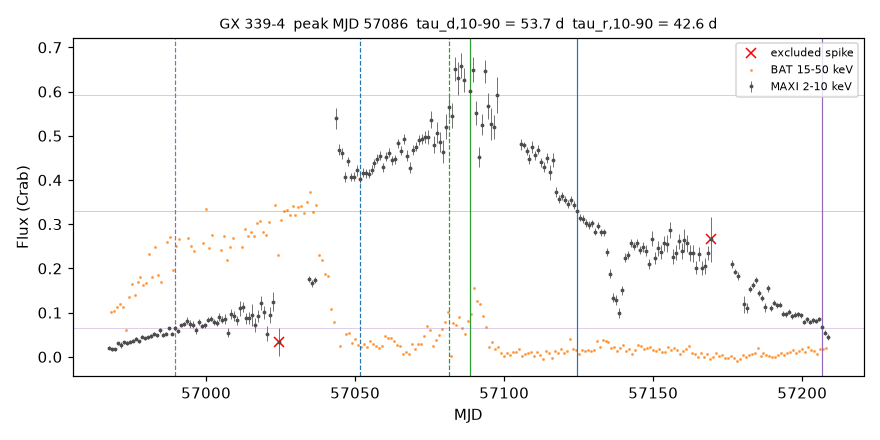 GX 339-4  peak MJD 57086  tau_d,10-90 = 53.7 d  tau_r,10-90 = 42.6 d
excluded spike
BAT 15-50 keV
MAXI 2-10 keV
Flux (Crab)
0.7
0.6
0.5
0.4
0.3
0.2
0.1
0.0
57000
57050
57100
57150
57200
MJD